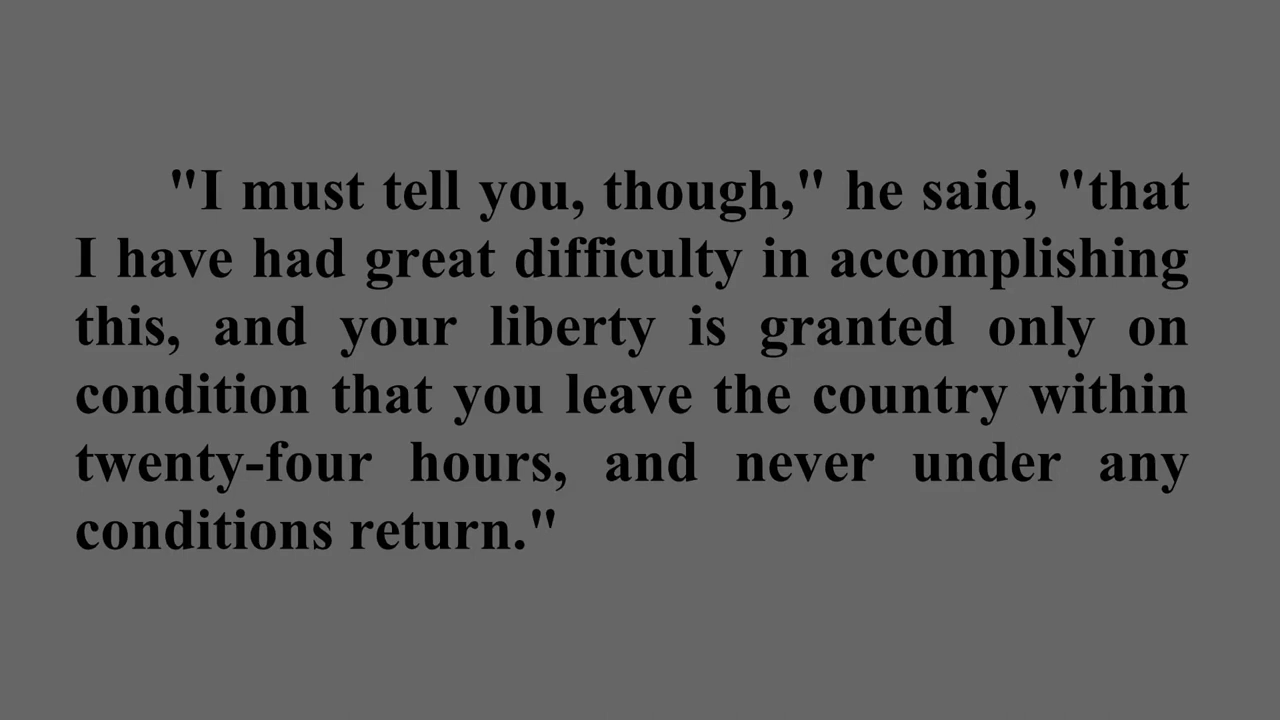 "I must tell you, though," he said, "that
I have had great difficulty in accomplishing
this, and your liberty is granted only on
condition that you leave the country within
twenty-four hours, and never under any
conditions return."